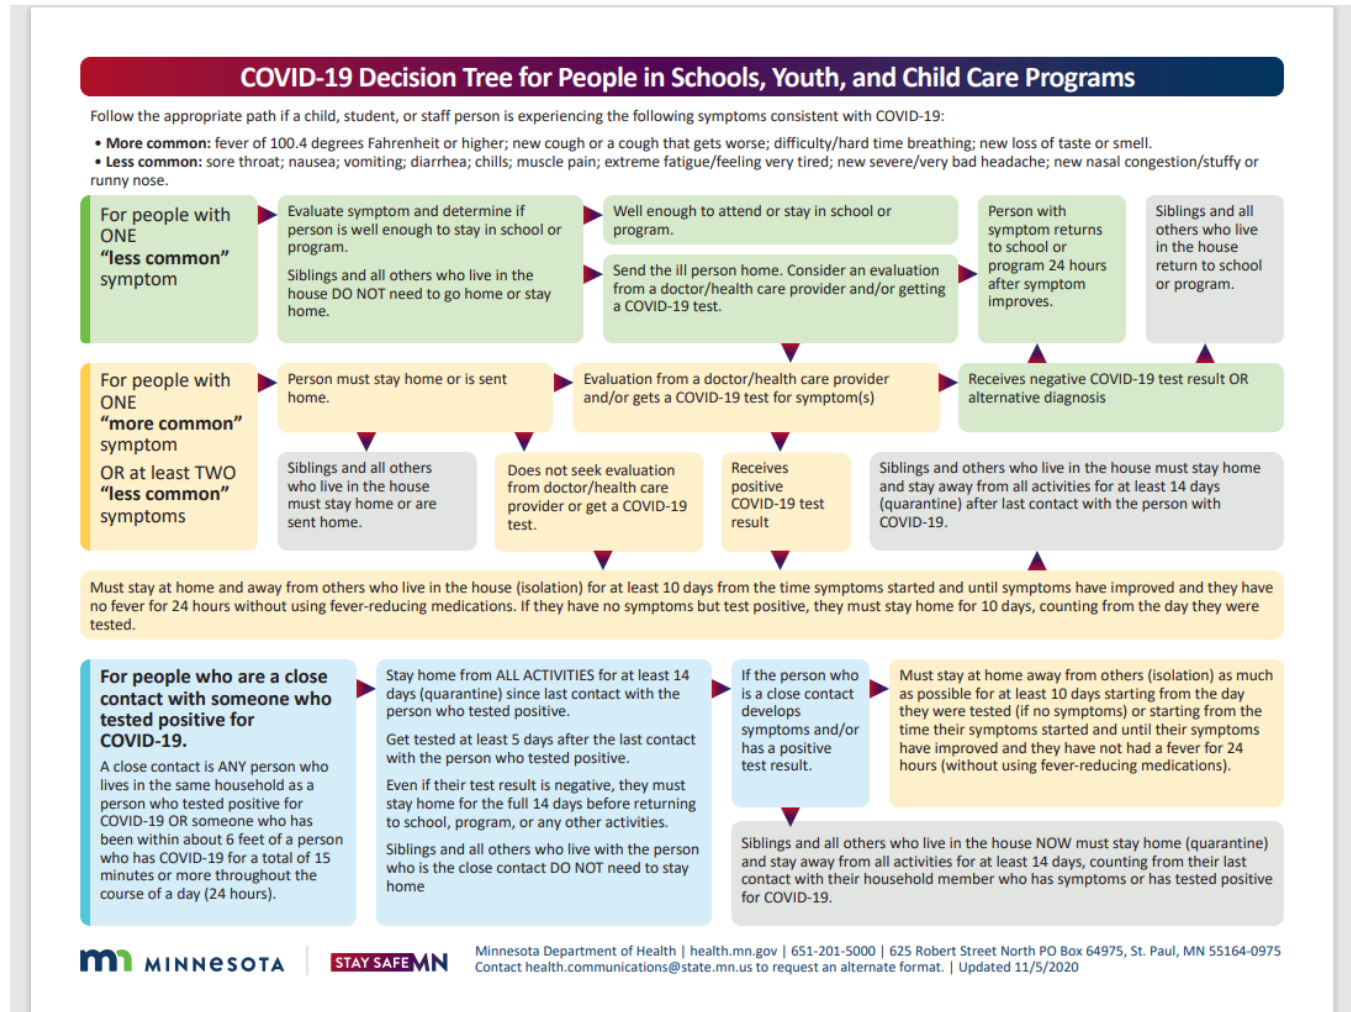 COVID-19 Decision Tree for People in Schools, Youth, and Child Care Programs
Follow the appropriate path if a child, student, or staff person is experiencing the following symptoms consistent with COVID-19:
• More common: fever of 100.4 degrees Fahrenheit or higher; new cough or a cough that gets worse; difficulty/hard time breathing; new loss of taste or smell.
• Less common: sore throat; nausea; vomiting; diarrhea; chills; muscle pain; extreme fatigue/feeling very tired; new severe/very bad headache; new nasal congestion/stuffy or
runny nose.
For people with
ONE
“less common”
symptom
Evaluate symptom and determine if
person is well enough to stay in school or
program.
Siblings and all others who live in the
house DO NOT need to go home or stay
home.
Well enough to attend or stay in school or
program.
Send the ill person home. Consider an evaluation
from a doctor/health care provider and/or getting
a COVID-19 test.
Person with
symptom returns
to school or
program 24 hours
after symptom
improves.
Siblings and all
others who live
in the house
return to school
or program.
For people with
ONE
“more common”
symptom
OR at least TWO
“less common”
symptoms
Person must stay home or is sent
home.
Evaluation from a doctor/health care provider
and/or gets a COVID-19 test for symptom(s)
Receives negative COVID-19 test result OR
alternative diagnosis
Siblings and all others
who live in the house
must stay home or are
sent home.
Does not seek evaluation
from doctor/health care
provider or get a COVID-19
test.
Receives
positive
COVID-19 test
result
Siblings and others who live in the house must stay home
and stay away from all activities for at least 14 days
(quarantine) after last contact with the person with
COVID-19.
Must stay at home and away from others who live in the house (isolation) for at least 10 days from the time symptoms started and until symptoms have improved and they have
no fever for 24 hours without using fever-reducing medications. If they have no symptoms but test positive, they must stay home for 10 days, counting from the day they were
tested.
For people who are a close
contact with someone who
tested positive for
COVID-19.
A close contact is ANY person who
lives in the same household as a
person who tested positive for
COVID-19 OR someone who has
been within about 6 feet of a person
who has COVID-19 for a total of 15
minutes or more throughout the
course of a day (24 hours).
Stay home from ALL ACTIVITIES for at least 14
days (quarantine) since last contact with the
person who tested positive.
Get tested at least 5 days after the last contact
with the person who tested positive.
Even if their test result is negative, they must
stay home for the full 14 days before returning
to school, program, or any other activities.
Siblings and all others who live with the person
who is the close contact DO NOT need to stay
home
If the person who
is a close contact
develops
symptoms and/or
has a positive
test result.
Must stay at home away from others (isolation) as much
as possible for at least 10 days starting from the day
they were tested (if no symptoms) or starting from the
time their symptoms started and until their symptoms
have improved and they have not had a fever for 24
hours (without using fever-reducing medications).
Siblings and all others who live in the house NOW must stay home (quarantine)
and stay away from all activities for at least 14 days, counting from their last
contact with their household member who has symptoms or has tested positive
for COVID-19.
mn MINNESOTA
STAY SAFE MN
Minnesota Department of Health | health.mn.gov | 651-201-5000 | 625 Robert Street North PO Box 64975, St. Paul, MN 55164-0975
Contact health.communications@state.mn.us to request an alternate format. | Updated 11/5/2020